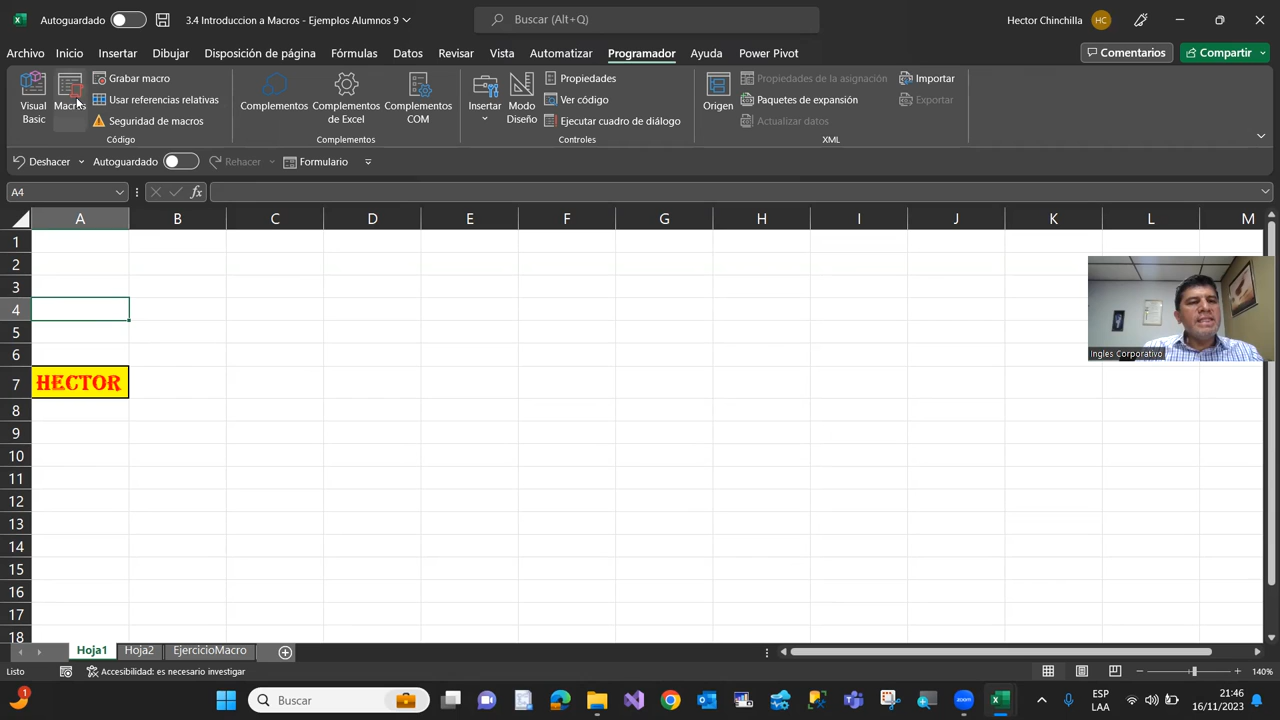 Autoguardado
3.4 Introduccion a Macros - Ejemplos Alumnos 9
Buscar (Alt+Q)
Hector Chinchilla
HC
Archivo
Inicio
Insertar
Dibujar
Disposición de página
Fórmulas
Datos
Revisar
Vista
Automatizar
Programador
Ayuda
Power Pivot
Comentarios
Compartir
Visual Basic
Macros
Grabar macro
Usar referencias relativas
Seguridad de macros
Código
Complementos
Complementos de Excel
Complementos COM
Complementos
Insertar
Modo Diseño
Propiedades
Ver código
Ejecutar cuadro de diálogo
Controles
Origen
Propiedades de la asignación
Paquetes de expansión
Actualizar datos
Importar
Exportar
XML
Deshacer
Autoguardado
Rehacer
Formulario
A4
fx
A B C D E F G H I J K L M
1
2
3
4
5
6
7 HECTOR
8
9
10
11
12
13
14
15
16
17
18
Ingles Corporativo
Hoja1
Hoja2
EjercicioMacro
Listo
Accesibilidad: es necesario investigar
140%
1
Buscar
zoom
ESP
LAA
21:46
16/11/2023